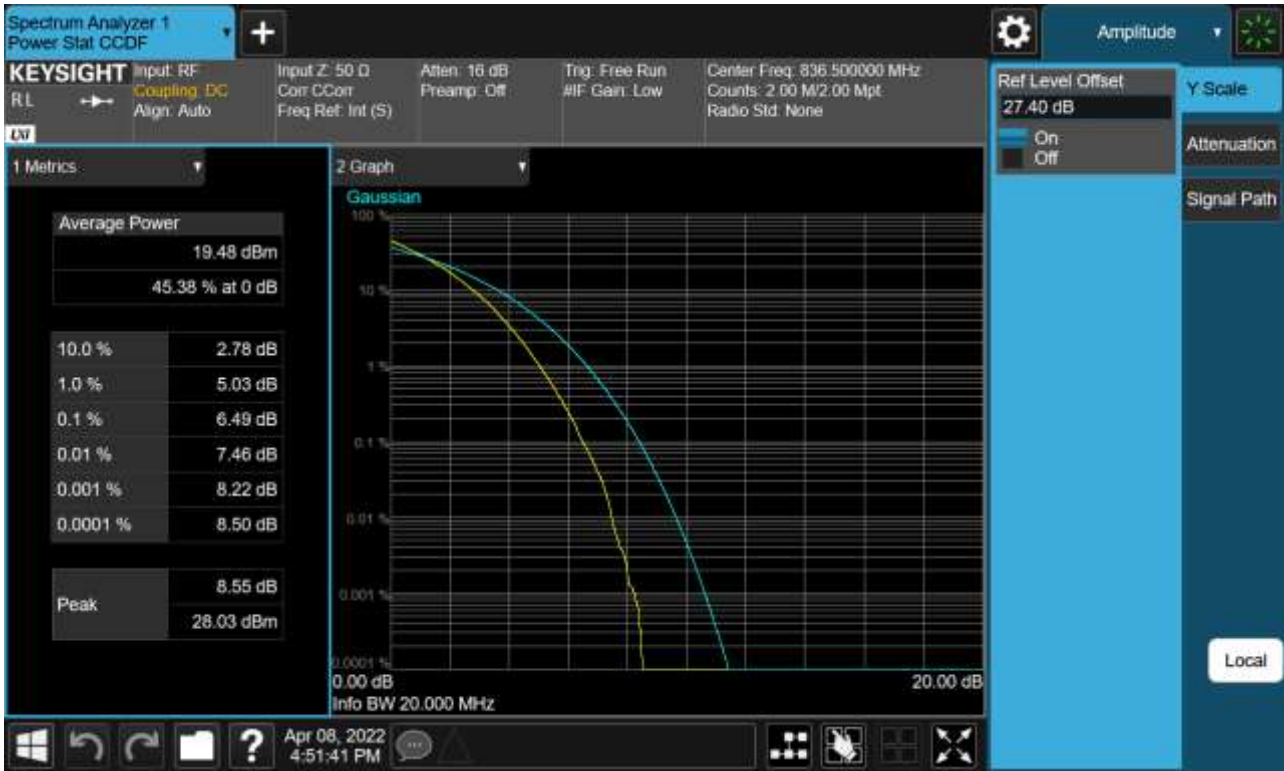 Spectrum Analyzer 1
Power Stat CCDF
+
Amplitude
KEYSIGHT
RL
LXI
Input: RF
Coupling: DC
Align: Auto
Input Z: 50 Ω
Corr CCorr
Freq Ref: Int (S)
Atten: 16 dB
Preamp: Off
Trig: Free Run
#IF Gain: Low
Center Freq: 836.500000 MHz
Counts: 2.00 M/2.00 Mpt
Radio Std: None
Ref Level Offset
27.40 dB
On
Off
Y Scale
Attenuation
Signal Path
1 Metrics
Average Power
19.48 dBm
45.38 % at 0 dB
10.0 % 2.78 dB
1.0 % 5.03 dB
0.1 % 6.49 dB
0.01 % 7.46 dB
0.001 % 8.22 dB
0.0001 % 8.50 dB
Peak
8.55 dB
28.03 dBm
2 Graph
Gaussian
100 %
10 %
1 %
0.1 %
0.01 %
0.001 %
0.0001 %
0.00 dB 20.00 dB
Info BW 20.000 MHz
Local
?
Apr 08, 2022
4:51:41 PM